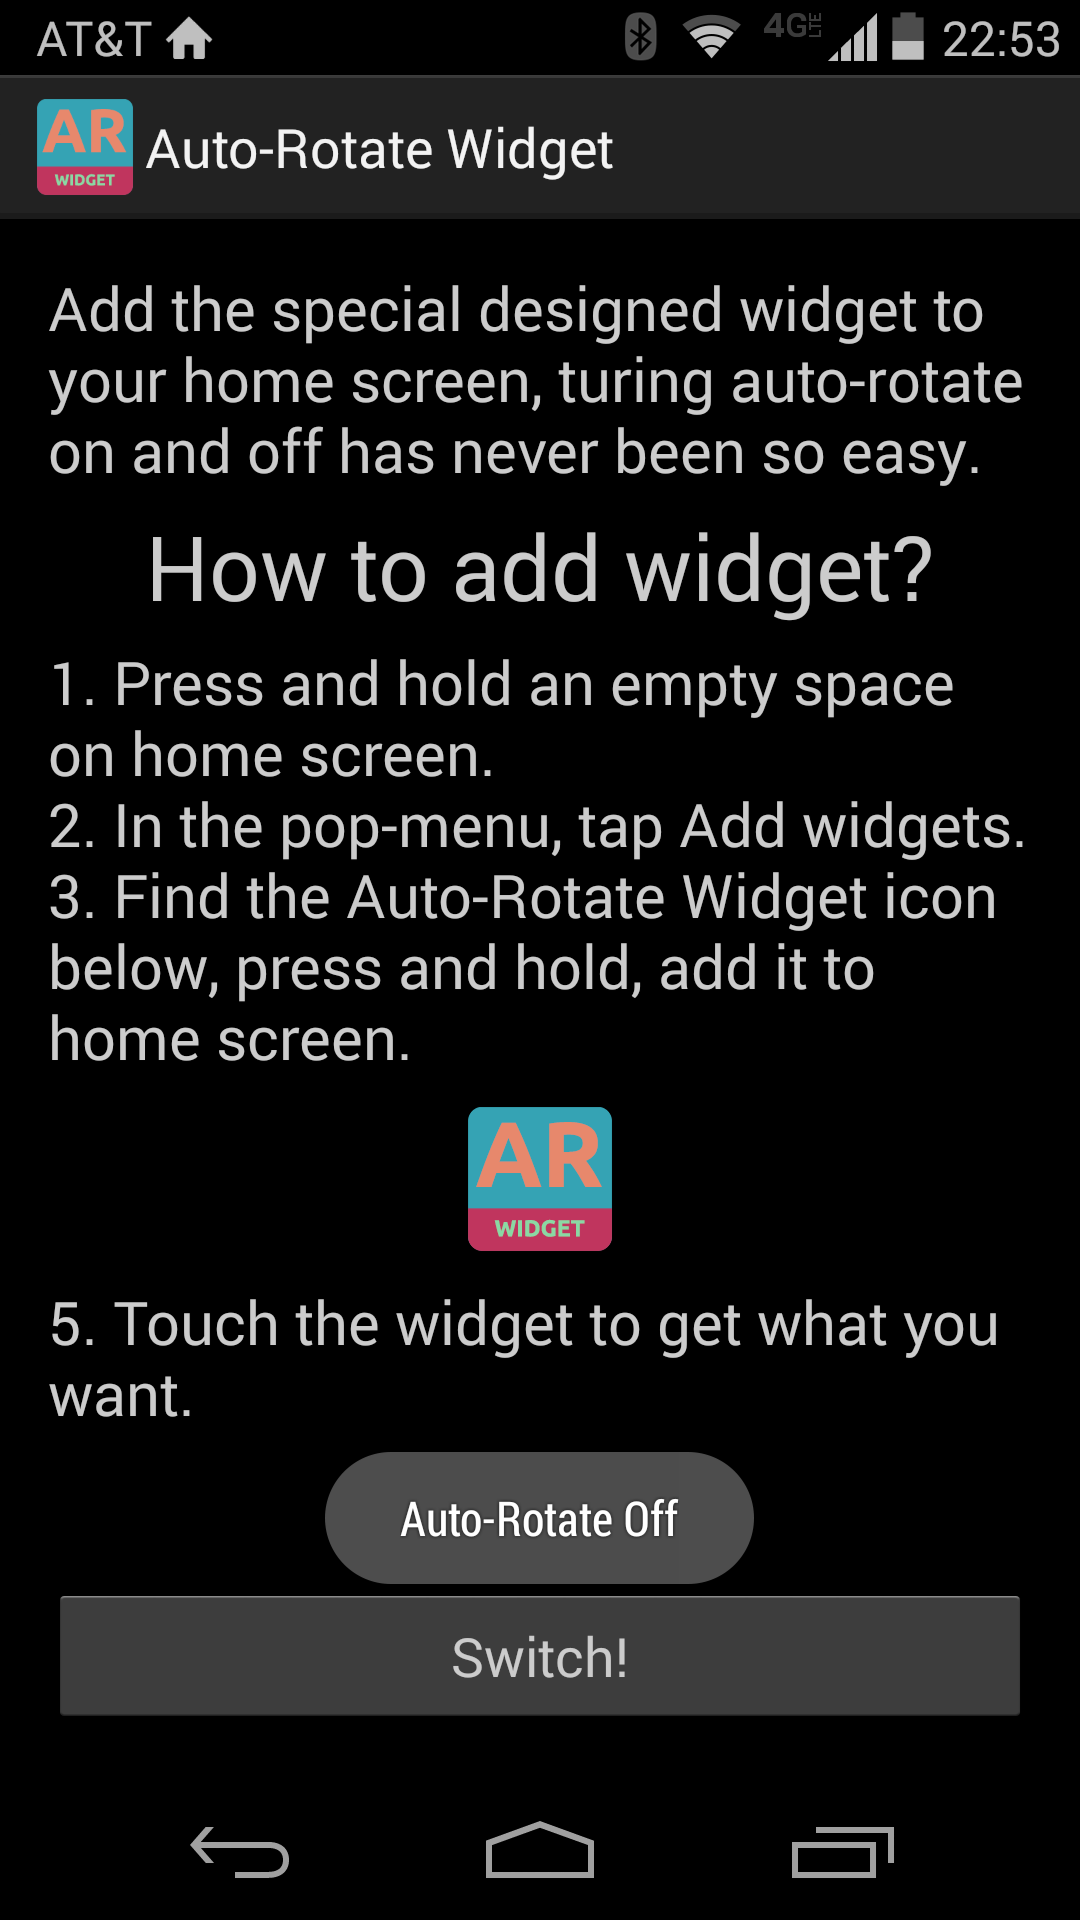 AT&T 4G LTE 22:53
AR WIDGET Auto-Rotate Widget
Add the special designed widget to
your home screen, turing auto-rotate
on and off has never been so easy.
How to add widget?
1. Press and hold an empty space
on home screen.
2. In the pop-menu, tap Add widgets.
3. Find the Auto-Rotate Widget icon
below, press and hold, add it to
home screen.
AR
WIDGET
5. Touch the widget to get what you
want.
Auto-Rotate Off
Switch!